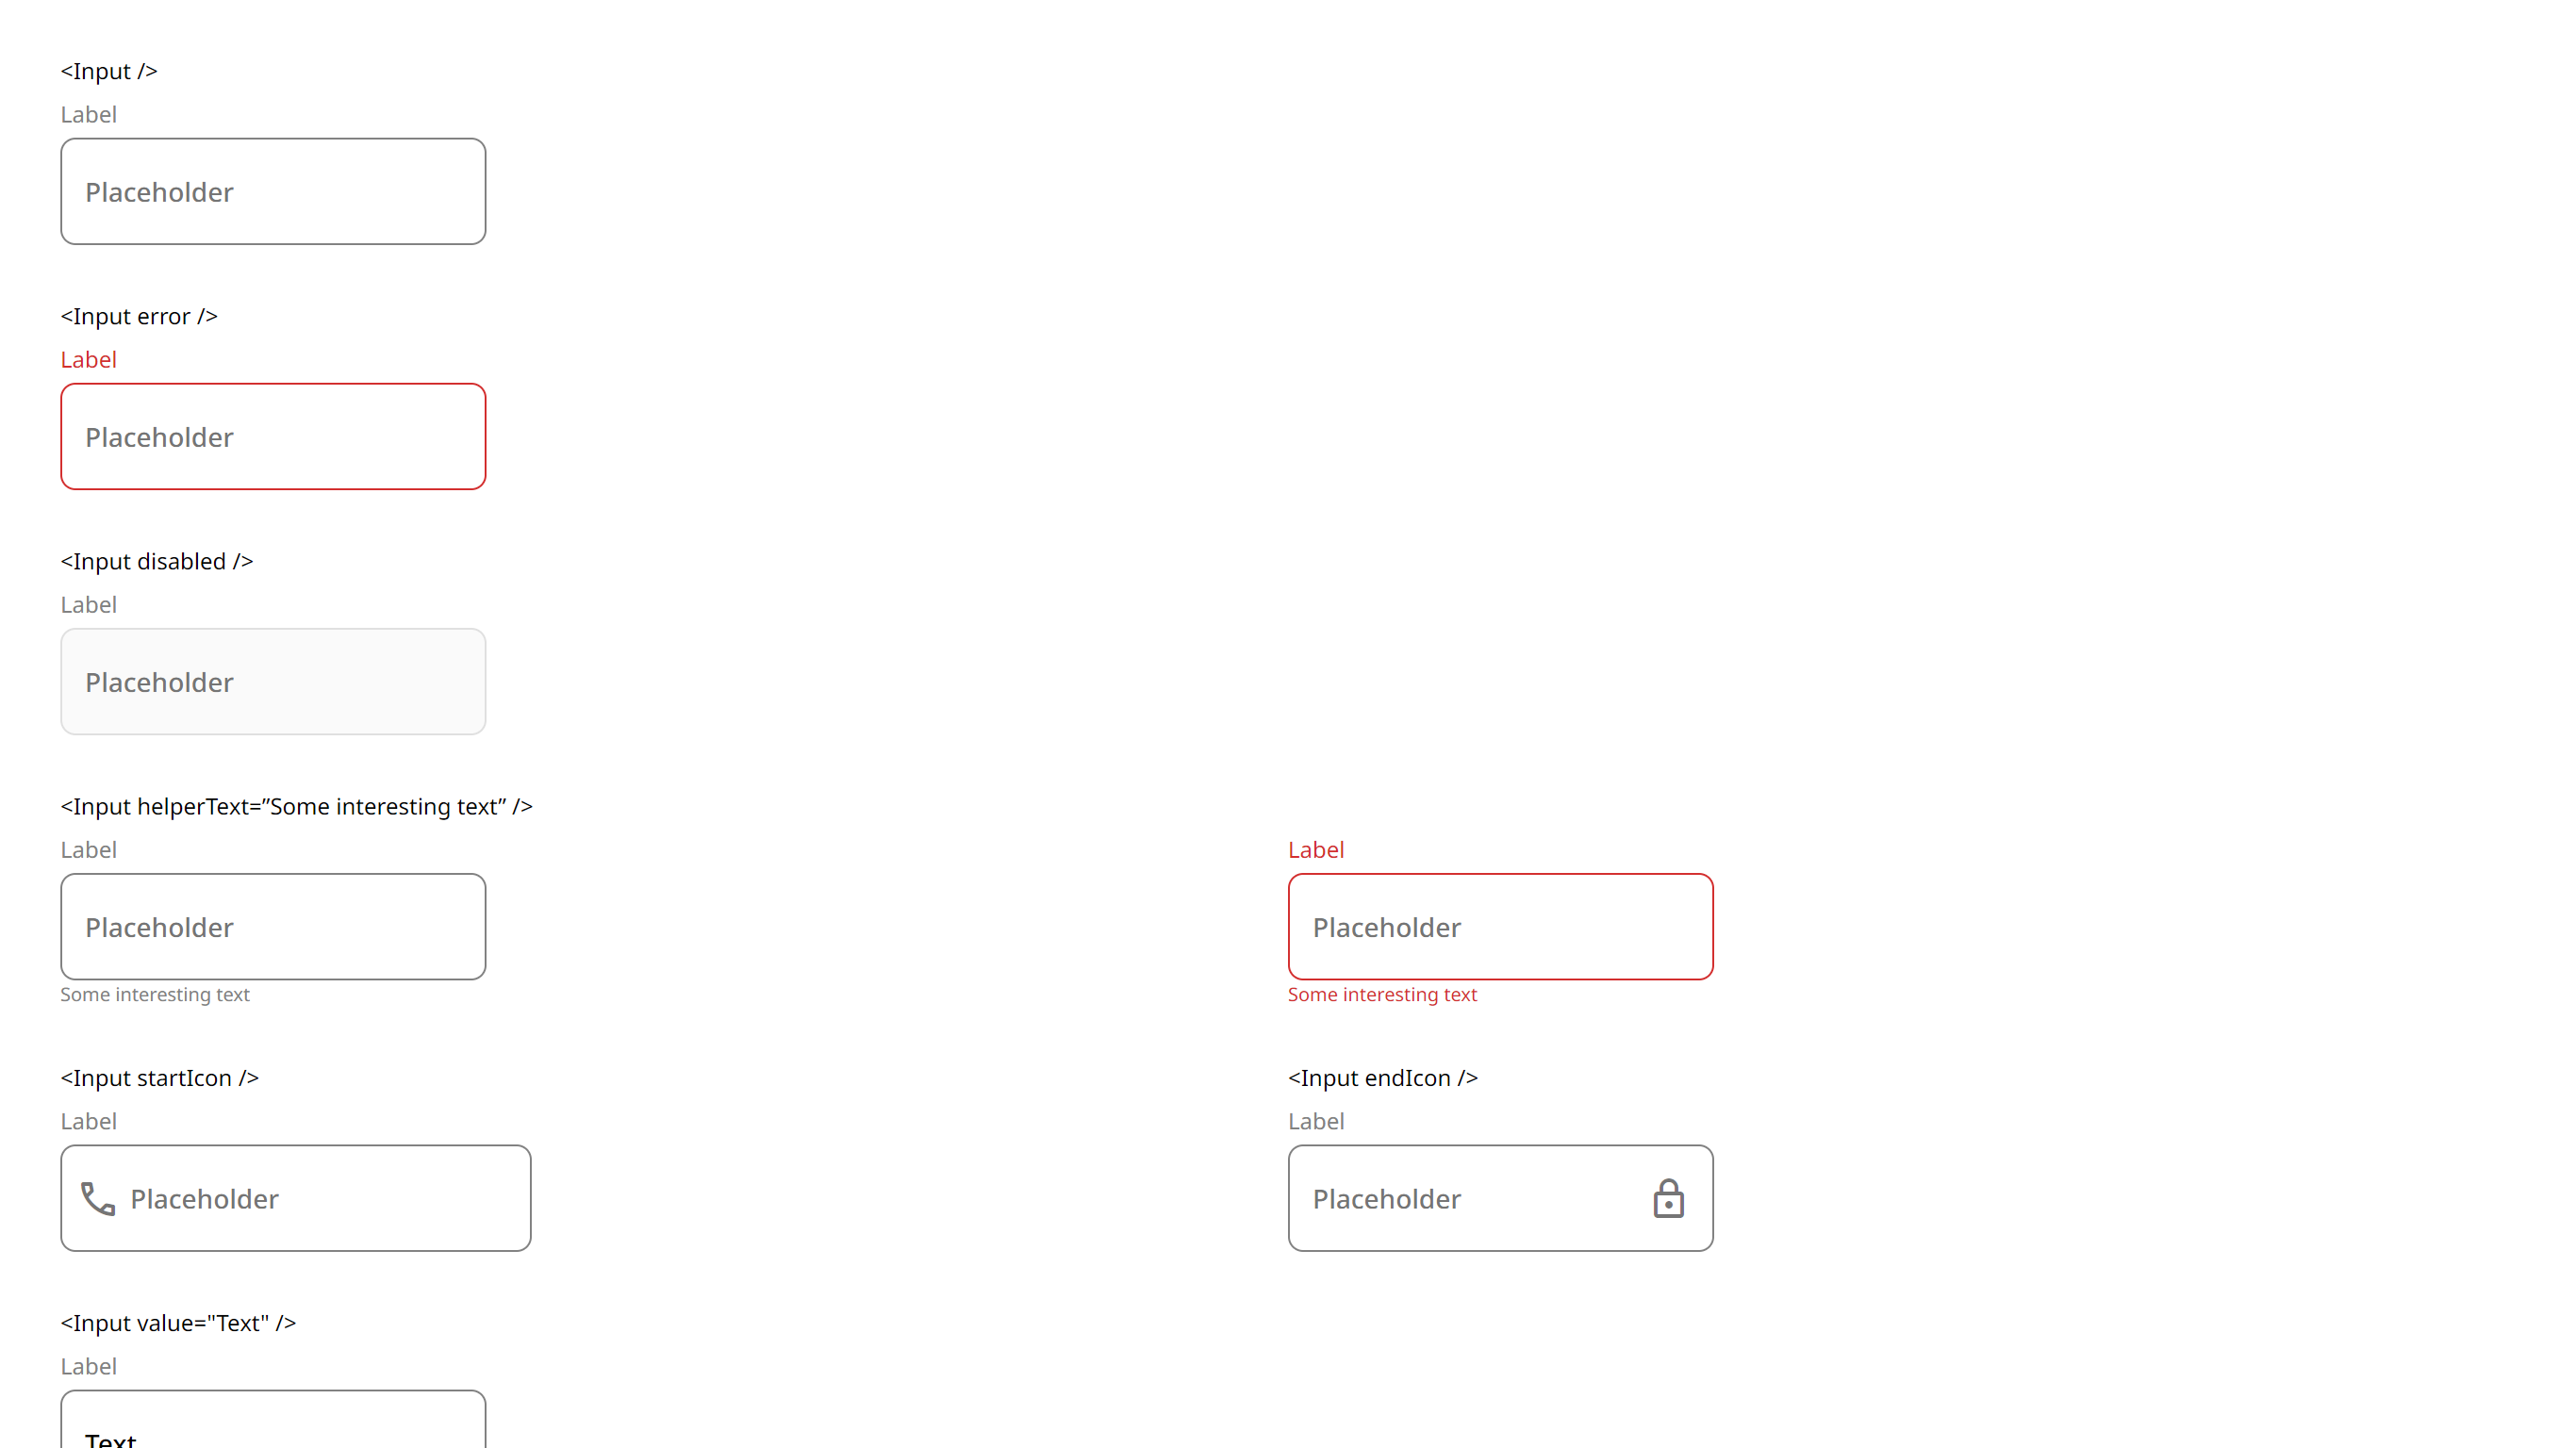 <Input />
Label
Placeholder
<Input error />
Label
Placeholder
<Input disabled />
Label
Placeholder
<Input helperText=”Some interesting text” />
Label
Placeholder
Some interesting text
Label
Placeholder
Some interesting text
<Input startIcon />
Label
Placeholder
<Input endIcon />
Label
Placeholder
<Input value="Text" />
Label
Text